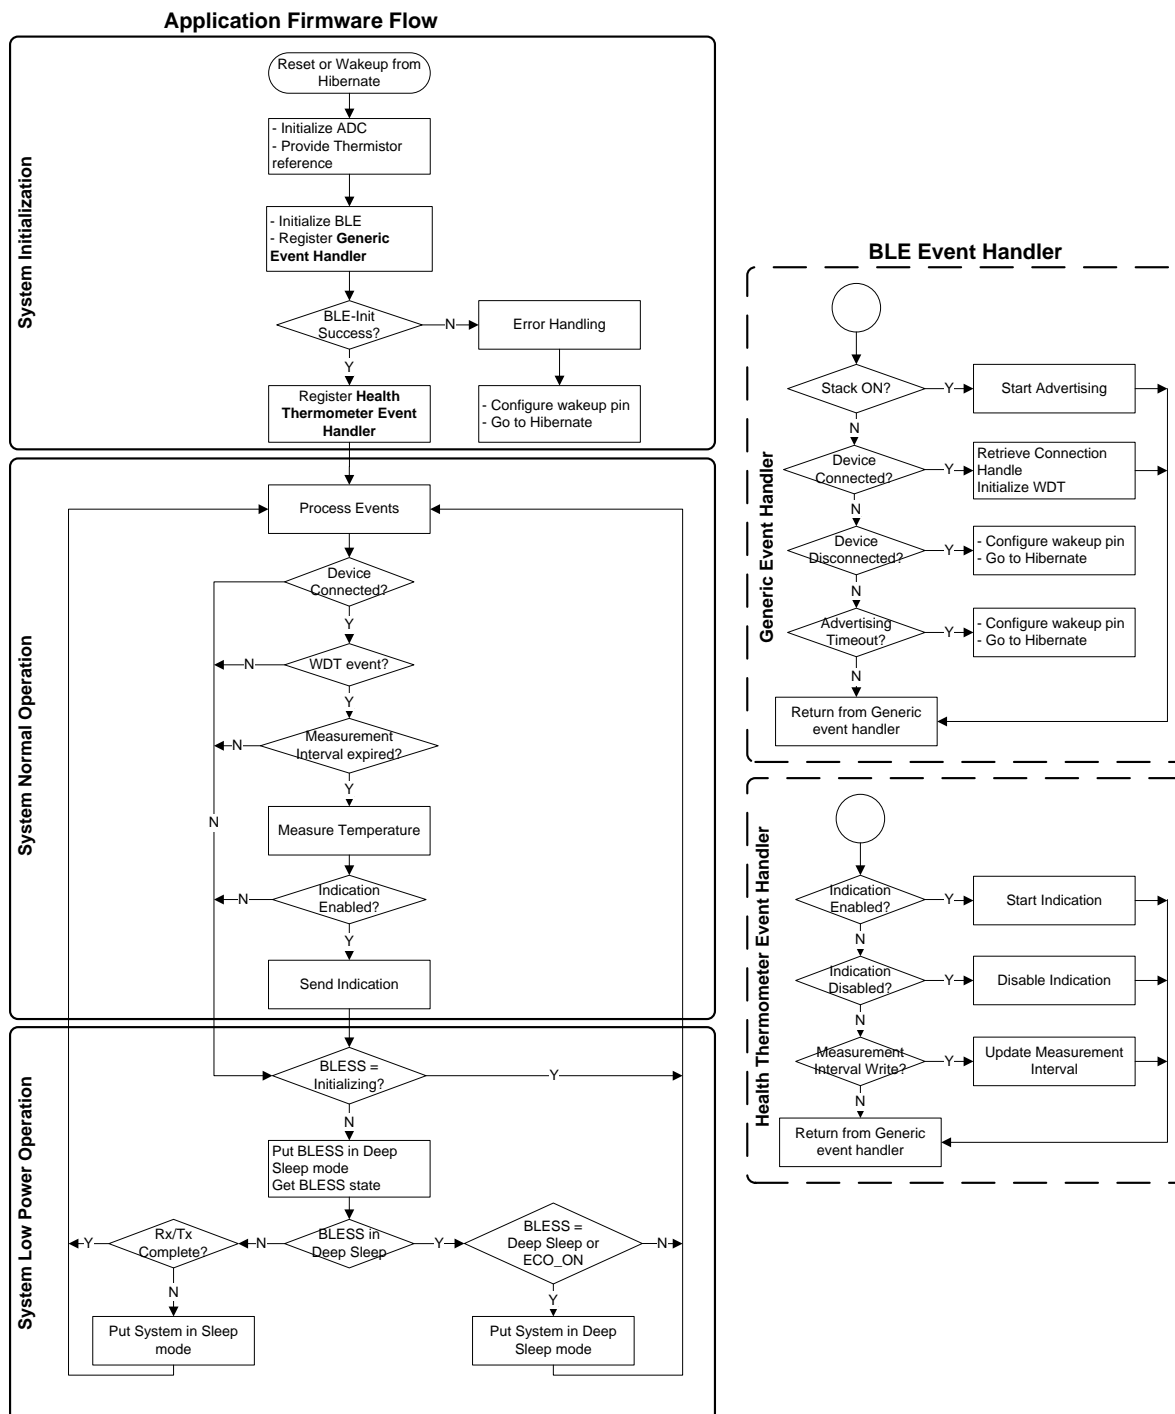 Application Firmware Flow
System Initialization
Reset or Wakeup from
Hibernate
- Initialize ADC
- Provide Thermistor
reference
- Initialize BLE
- Register Generic
Event Handler
BLE-Init
Success?
N
Error Handling
Y
Register Health
Thermometer Event
Handler
- Configure wakeup pin
- Go to Hibernate
System Normal Operation
Process Events
Device
Connected?
Y
WDT event?
N
Y
Measurement
Interval expired?
N
Y
N
Measure Temperature
Indication
Enabled?
N
Y
Send Indication
System Low Power Operation
BLESS =
Initializing?
Y
N
Put BLESS in Deep
Sleep mode
Get BLESS state
BLESS in
Deep Sleep
N
Y
Rx/Tx
Complete?
Y
N
Put System in Sleep
mode
BLESS =
Deep Sleep or
ECO_ON
N
Y
Put System in Deep
Sleep mode
BLE Event Handler
Generic Event Handler
Stack ON?
Y
Start Advertising
N
Device
Connected?
Y
Retrieve Connection
Handle
Initialize WDT
N
Device
Disconnected?
Y
- Configure wakeup pin
- Go to Hibernate
N
Advertising
Timeout?
Y
- Configure wakeup pin
- Go to Hibernate
N
Return from Generic
event handler
Health Thermometer Event Handler
Indication
Enabled?
Y
Start Indication
N
Indication
Disabled?
Y
Disable Indication
N
Measurement
Interval Write?
Y
Update Measurement
Interval
N
Return from Generic
event handler